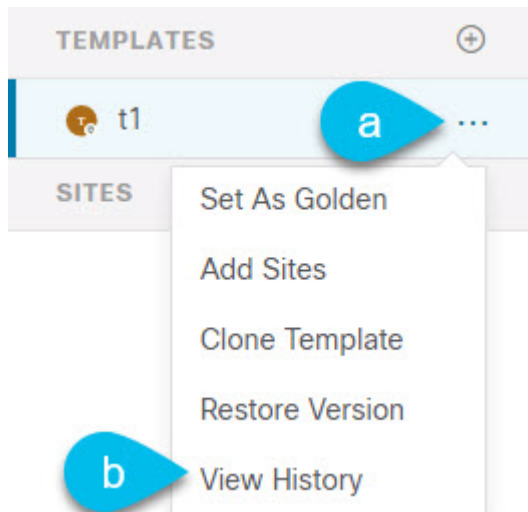 TEMPLATES
t1
a
SITES
Set As Golden
Add Sites
Clone Template
Restore Version
b
View History